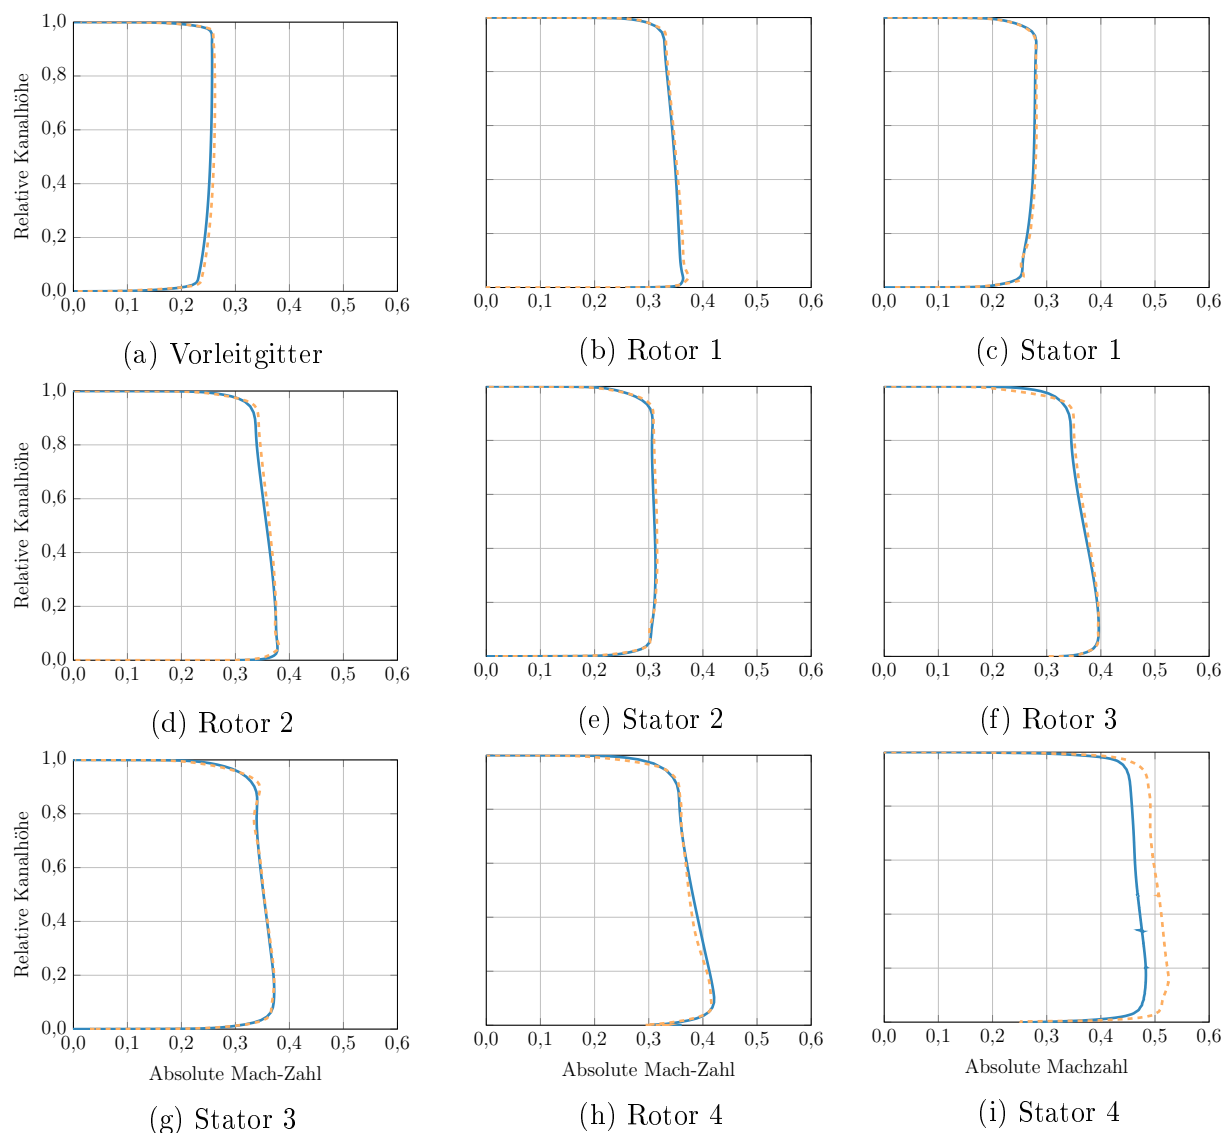 1,0
0,8
0,6
0,4
0,2
0,0
Relative Kanalhöhe
0,0 0,1 0,2 0,3 0,4 0,5 0,6
(a) Vorleitgitter
0,0 0,1 0,2 0,3 0,4 0,5 0,6
(b) Rotor 1
0,0 0,1 0,2 0,3 0,4 0,5 0,6
(c) Stator 1
1,0
0,8
0,6
0,4
0,2
0,0
Relative Kanalhöhe
0,0 0,1 0,2 0,3 0,4 0,5 0,6
(d) Rotor 2
0,0 0,1 0,2 0,3 0,4 0,5 0,6
(e) Stator 2
0,0 0,1 0,2 0,3 0,4 0,5 0,6
(f) Rotor 3
1,0
0,8
0,6
0,4
0,2
0,0
Relative Kanalhöhe
0,0 0,1 0,2 0,3 0,4 0,5 0,6
Absolute Mach-Zahl
(g) Stator 3
0,0 0,1 0,2 0,3 0,4 0,5 0,6
Absolute Mach-Zahl
(h) Rotor 4
0,0 0,1 0,2 0,3 0,4 0,5 0,6
Absolute Machzahl
(i) Stator 4